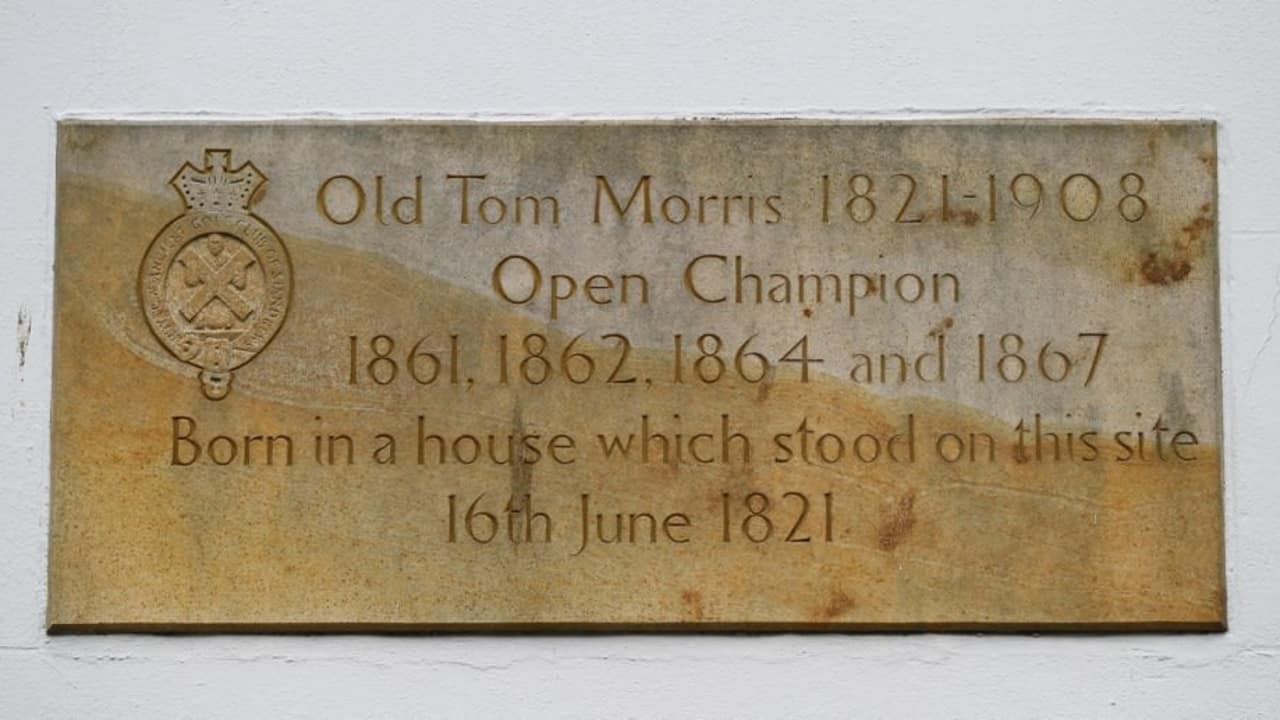 Old Tom Morris 1821-1908
Open Champion
1861, 1862, 1864 and 1867
Born in a house which stood on this site
16th June 1821